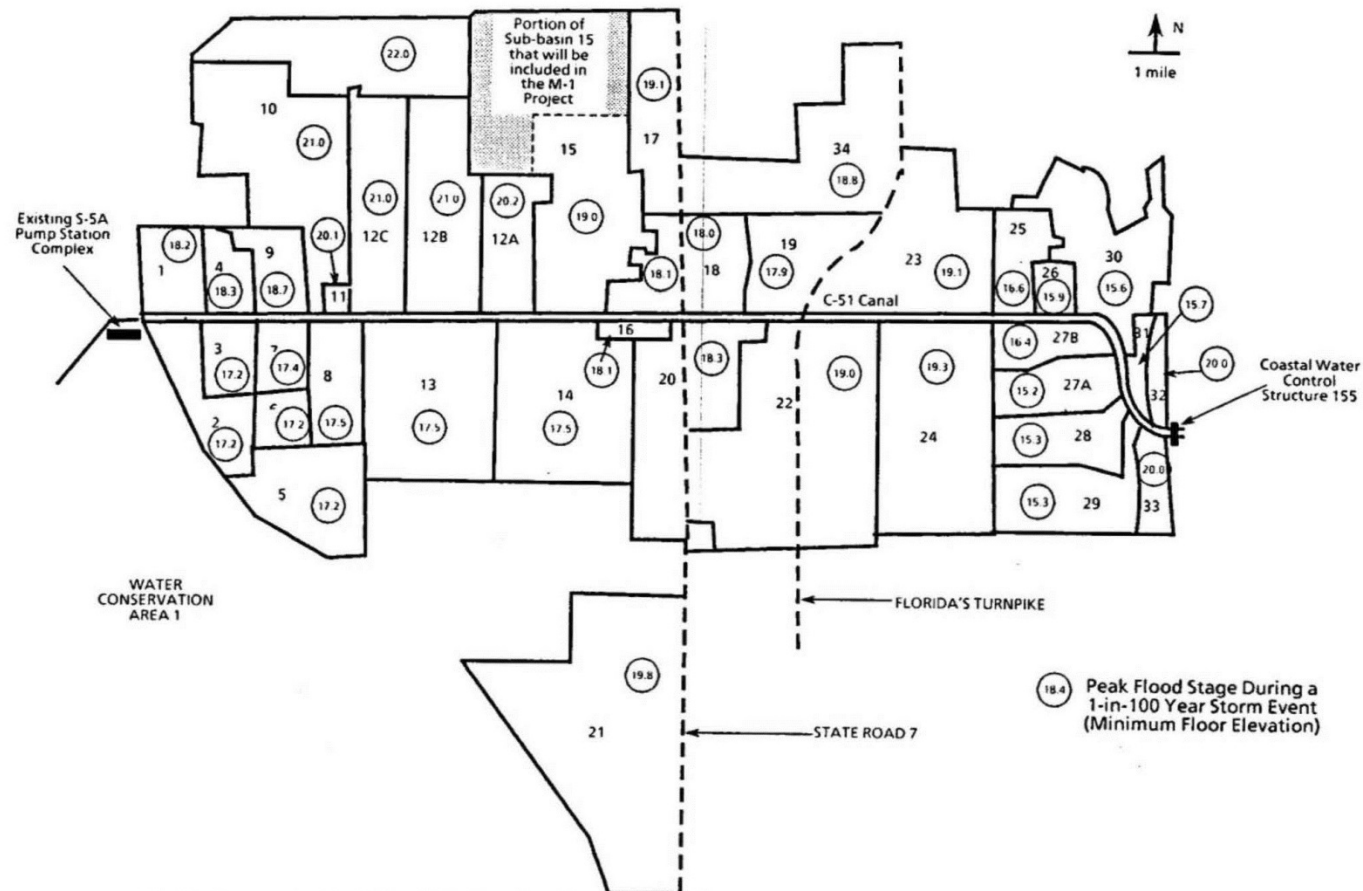 N
1 mile
Portion of
Sub-basin 15
that will be
included in
the M-1
Project
22.0
19.1
10
21.0
17
15
34
18.8
Existing S-5A
Pump Station
Complex
18.2
1
4
18.3
9
18.7
20.1
11
21.0
12C
21.0
12B
20.2
12A
19.0
18.1
18.0
18
19
17.9
23
19.1
25
16.6
26
15.9
30
15.6
15.7
C-51 Canal
3
17.2
7
17.4
8
17.5
6
17.2
2
17.2
5
17.2
13
17.5
14
17.5
16
18.1
20
18.3
22
19.0
24
19.3
16.4
27B
15.2
27A
15.3
28
15.3
29
31
32
20.0
20.0
33
Coastal Water
Control
Structure 155
WATER
CONSERVATION
AREA 1
FLORIDA'S TURNPIKE
19.8
21
STATE ROAD 7
18.4
Peak Flood Stage During a
1-in-100 Year Storm Event
(Minimum Floor Elevation)